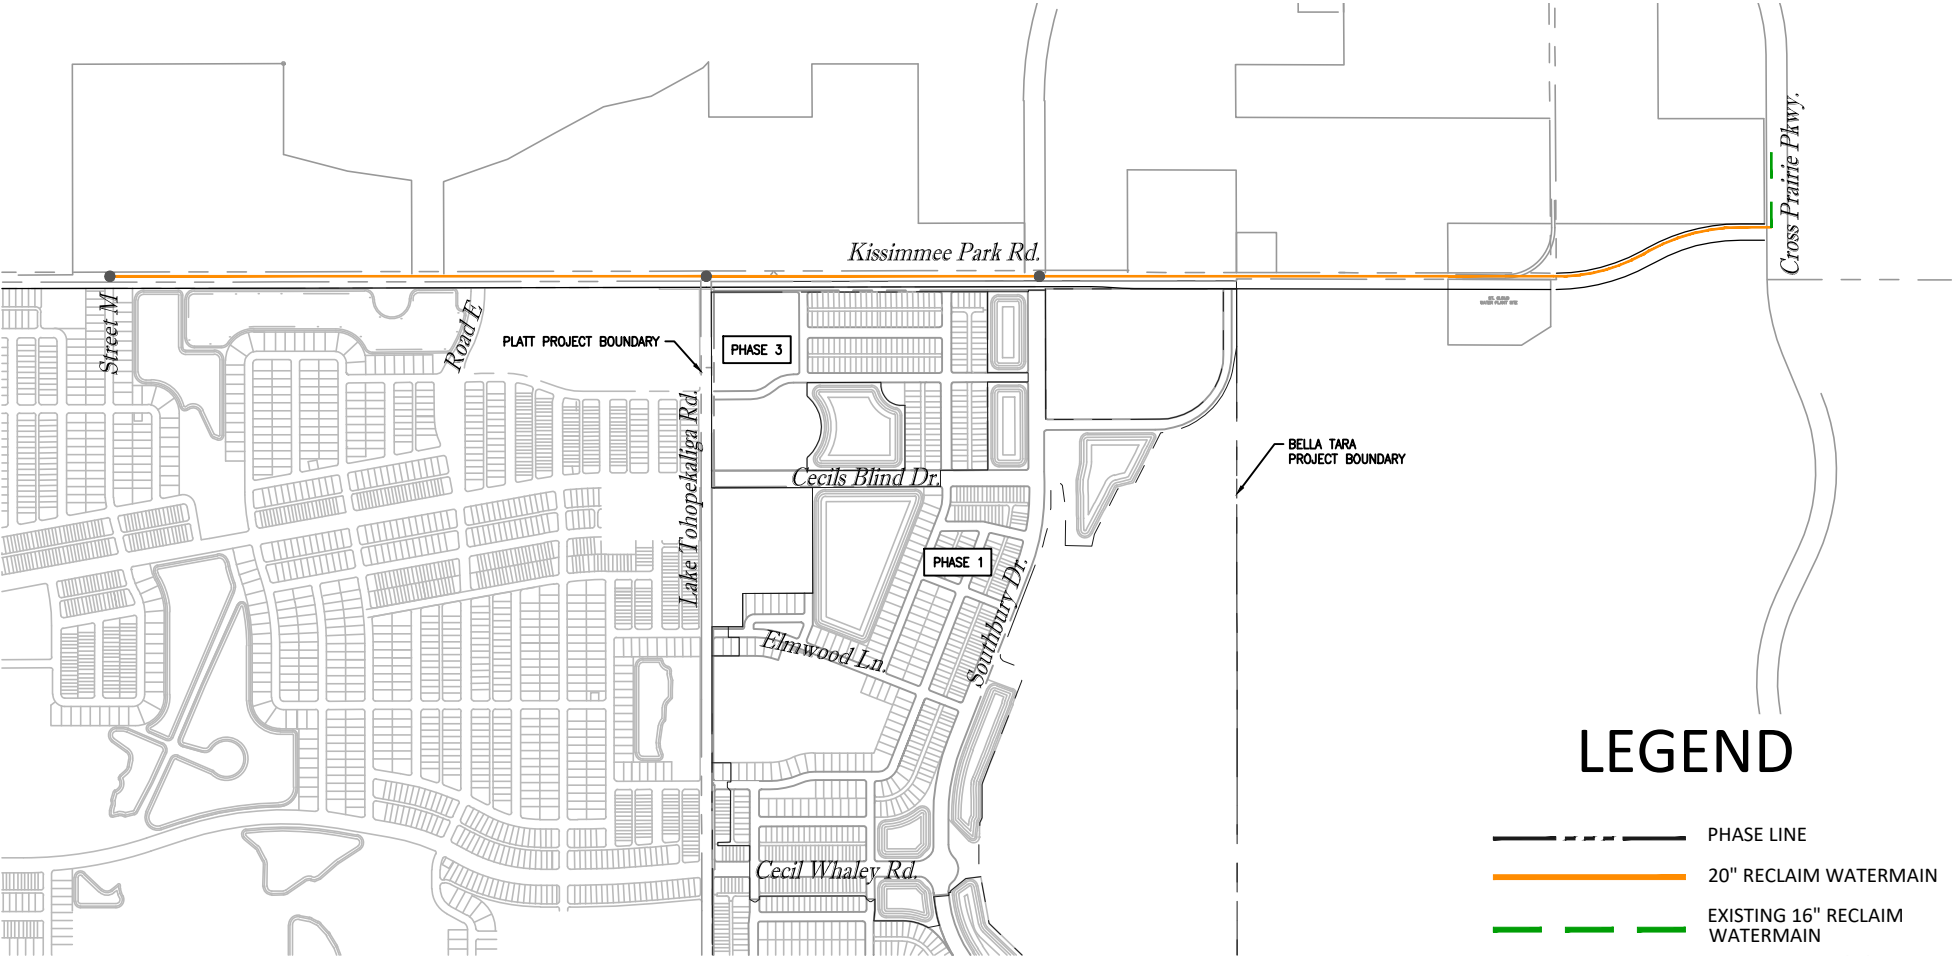 Cross Prairie Pkwy.
Kissimmee Park Rd.
Street M
Road E
PLATT PROJECT BOUNDARY
PHASE 3
Lake Tohopekaliga Rd.
BELLA TARA
PROJECT BOUNDARY
Cecils Blind Dr.
PHASE 1
Southbury Dr.
Elmwood Ln.
Cecil Whaley Rd.
LEGEND
PHASE LINE
20" RECLAIM WATERMAIN
EXISTING 16" RECLAIM
WATERMAIN